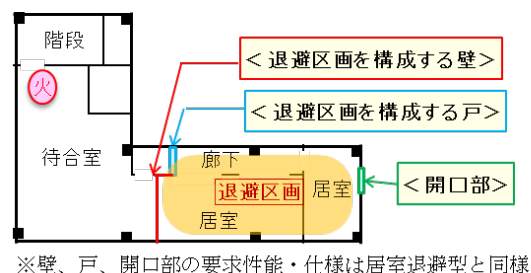 階段
＜退避区画を構成する壁＞
火
＜退避区画を構成する戸＞
待合室
廊下
退避区画
居室
＜開口部＞
居室
※壁、戸、開口部の要求性能・仕様は居室退避型と同様